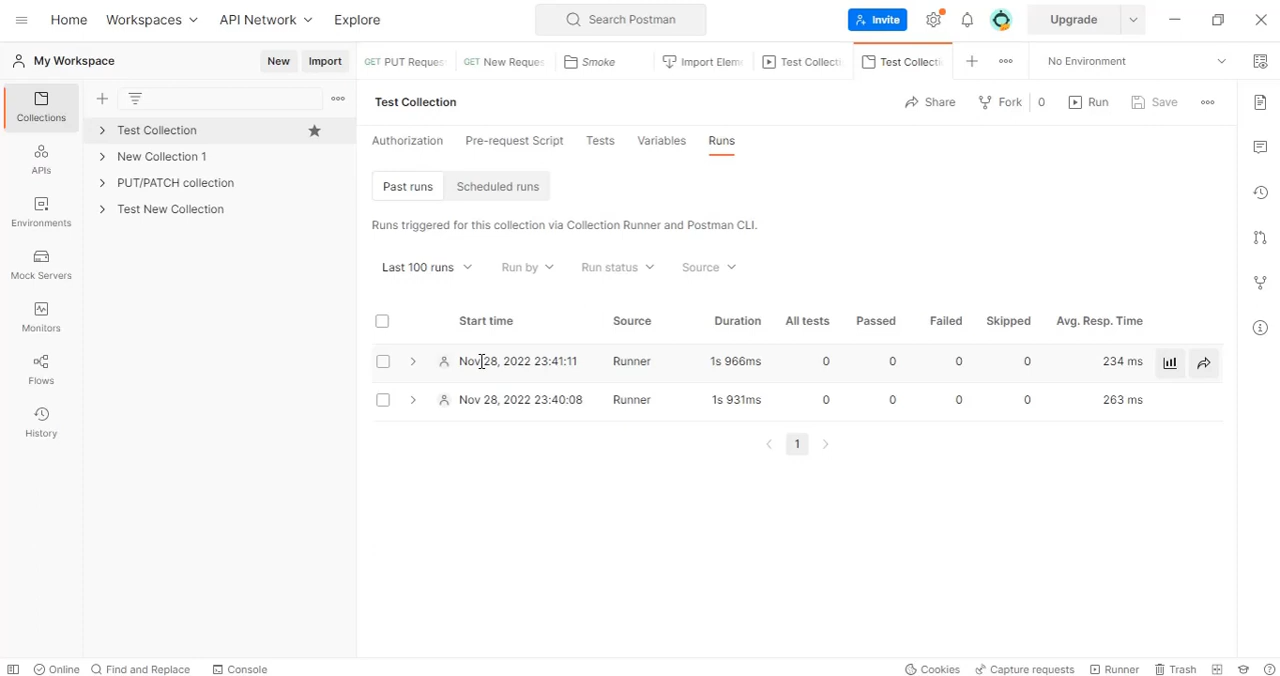 Home Workspaces API Network Explore Search Postman Invite Upgrade
My Workspace New Import
GET PUT Reques GET New Reques Smoke Import Elem Test Collecti Test Collecti No Environment
Collections
APIs
Environments
Mock Servers
Monitors
Flows
History
Test Collection
New Collection 1
PUT/PATCH collection
Test New Collection
Test Collection Share Fork 0 Run Save
Authorization Pre-request Script Tests Variables Runs
Past runs Scheduled runs
Runs triggered for this collection via Collection Runner and Postman CLI.
Last 100 runs Run by Run status Source
Start time Source Duration All tests Passed Failed Skipped Avg. Resp. Time
Nov 28, 2022 23:41:11 Runner 1s 966ms 0 0 0 0 234 ms
Nov 28, 2022 23:40:08 Runner 1s 931ms 0 0 0 0 263 ms
1
Online Find and Replace Console Cookies Capture requests Runner Trash